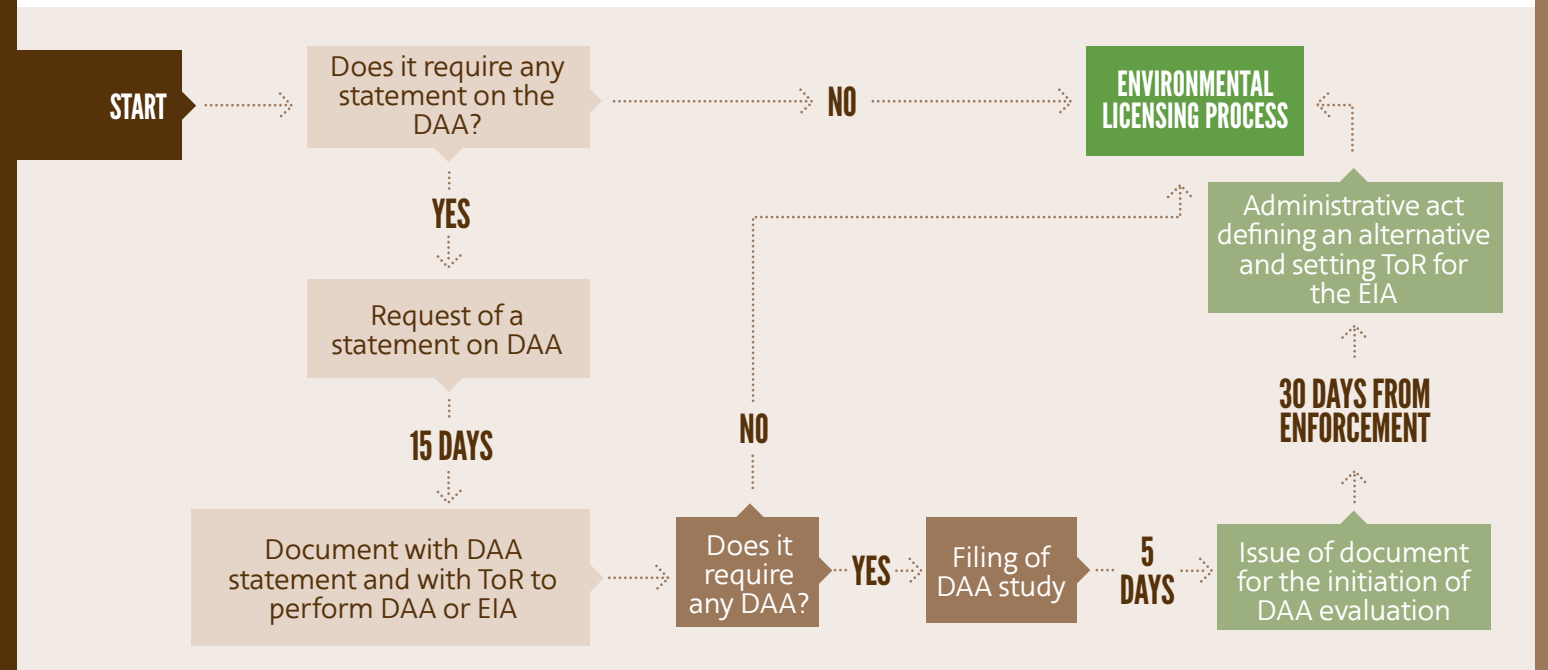 START
Does it require any
statement on the
DAA?
NO
ENVIRONMENTAL
LICENSING PROCESS
YES
Administrative act
defining an alternative
and setting ToR for
the EIA
Request of a
statement on DAA
15 DAYS
NO
30 DAYS FROM
ENFORCEMENT
Document with DAA
statement and with ToR to
perform DAA or EIA
Does it
require
any DAA?
YES
Filing of
DAA study
5
DAYS
Issue of document
for the initiation of
DAA evaluation